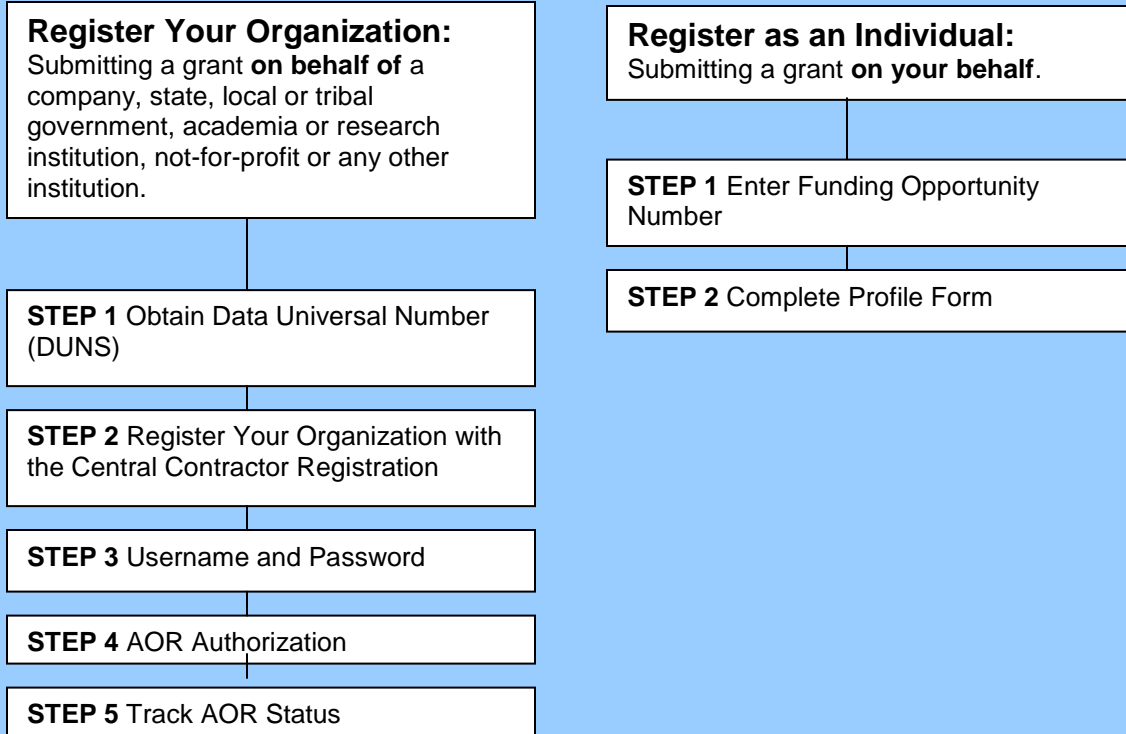 Register Your Organization:
Submitting a grant on behalf of a
company, state, local or tribal
government, academia or research
institution, not-for-profit or any other
institution.
STEP 1 Obtain Data Universal Number
(DUNS)
STEP 2 Register Your Organization with
the Central Contractor Registration
STEP 3 Username and Password
STEP 4 AOR Authorization
STEP 5 Track AOR Status
Register as an Individual:
Submitting a grant on your behalf.
STEP 1 Enter Funding Opportunity
Number
STEP 2 Complete Profile Form